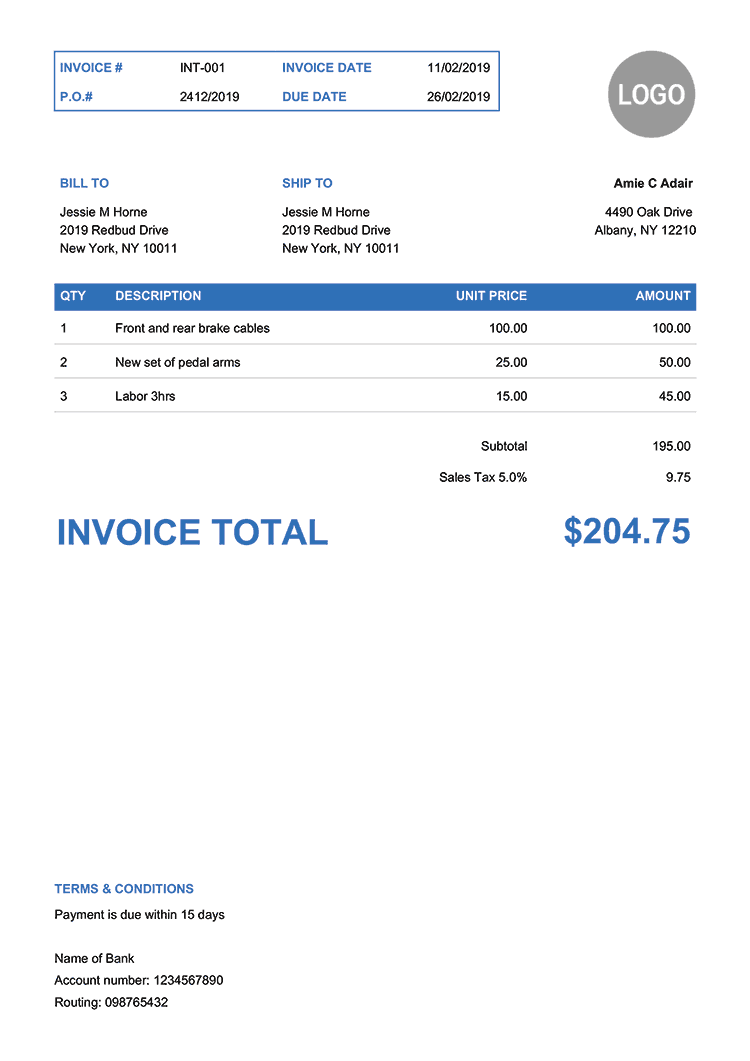 INVOICE # INT-001 INVOICE DATE 11/02/2019
P.O.# 2412/2019 DUE DATE 26/02/2019
LOGO
BILL TO SHIP TO Amie C Adair
Jessie M Horne Jessie M Horne 4490 Oak Drive
2019 Redbud Drive 2019 Redbud Drive Albany, NY 12210
New York, NY 10011 New York, NY 10011
QTY DESCRIPTION UNIT PRICE AMOUNT
1 Front and rear brake cables 100.00 100.00
2 New set of pedal arms 25.00 50.00
3 Labor 3hrs 15.00 45.00
Subtotal 195.00
Sales Tax 5.0% 9.75
INVOICE TOTAL $204.75
TERMS & CONDITIONS
Payment is due within 15 days
Name of Bank
Account number: 1234567890
Routing: 098765432